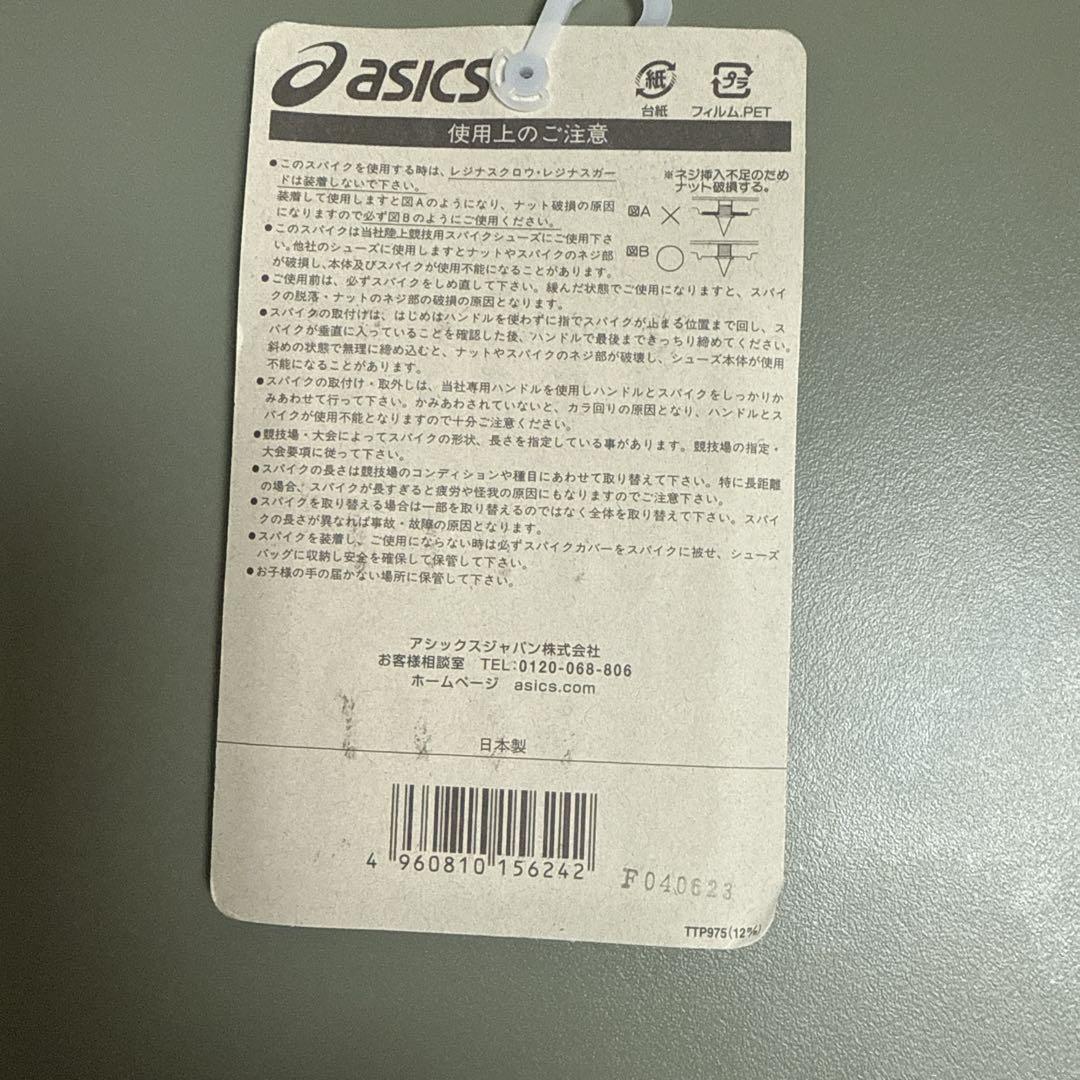 asics
紙
プラ
台紙
フィルム.PET
使用上のご注意
●このスパイクを使用する時は、レジナスクロウ・レジナスガー
ドは装着しないで下さい。
装着して使用しますと図Aのようになり、ナット破損の原因
になりますので必ず図Bのようにご使用ください。
※ネジ挿入不足のため
ナット破損する。
図A
図B
●このスパイクは当社陸上競技用スパイクシューズにご使用下さ
い。他社のシューズに使用しますとナットやスパイクのネジ部
が破損し、本体及びスパイクが使用不能になることがあります。
●ご使用前は、必ずスパイクをしめ直して下さい。緩んだ状態でご使用になりますと、スパイ
クの脱落・ナットのネジ部の破損の原因となります。
●スパイクの取付けは、はじめはハンドルを使わずに指でスパイクが止まる位置まで回し、ス
パイクが垂直に入っていることを確認した後、ハンドルで最後まできっちり締めてください。
斜めの状態で無理に締め込むと、ナットやスパイクのネジ部が破壊し、シューズ本体が使用
不能になることがあります。
●スパイクの取付け・取外しは、当社専用ハンドルを使用しハンドルとスパイクをしっかりか
みあわせて行って下さい。かみあわされていないと、カラ回りの原因となり、ハンドルとス
パイクが使用不能となりますので十分ご注意ください。
●競技場・大会によってスパイクの形状、長さを指定している事があります。競技場の指定・
大会要項に従って下さい。
●スパイクの長さは競技場のコンディションや種目にあわせて取り替えて下さい。特に長距離
の場合、スパイクが長すぎると疲労や怪我の原因にもなりますのでご注意下さい。
●スパイクを取り替える場合は一部を取り替えるのではなく全体を取り替えて下さい。スパイ
クの長さが異なれば事故・故障の原因となります。
●スパイクを装着し、ご使用にならない時は必ずスパイクカバーをスパイクに被せ、シューズ
バッグに収納し安全を確保して保管して下さい。
●お子様の手の届かない場所に保管して下さい。
アシックスジャパン株式会社
お客様相談室 TEL:0120-068-806
ホームページ asics.com
日本製
4 960810 156242
F040623
TTP975(12㎜)